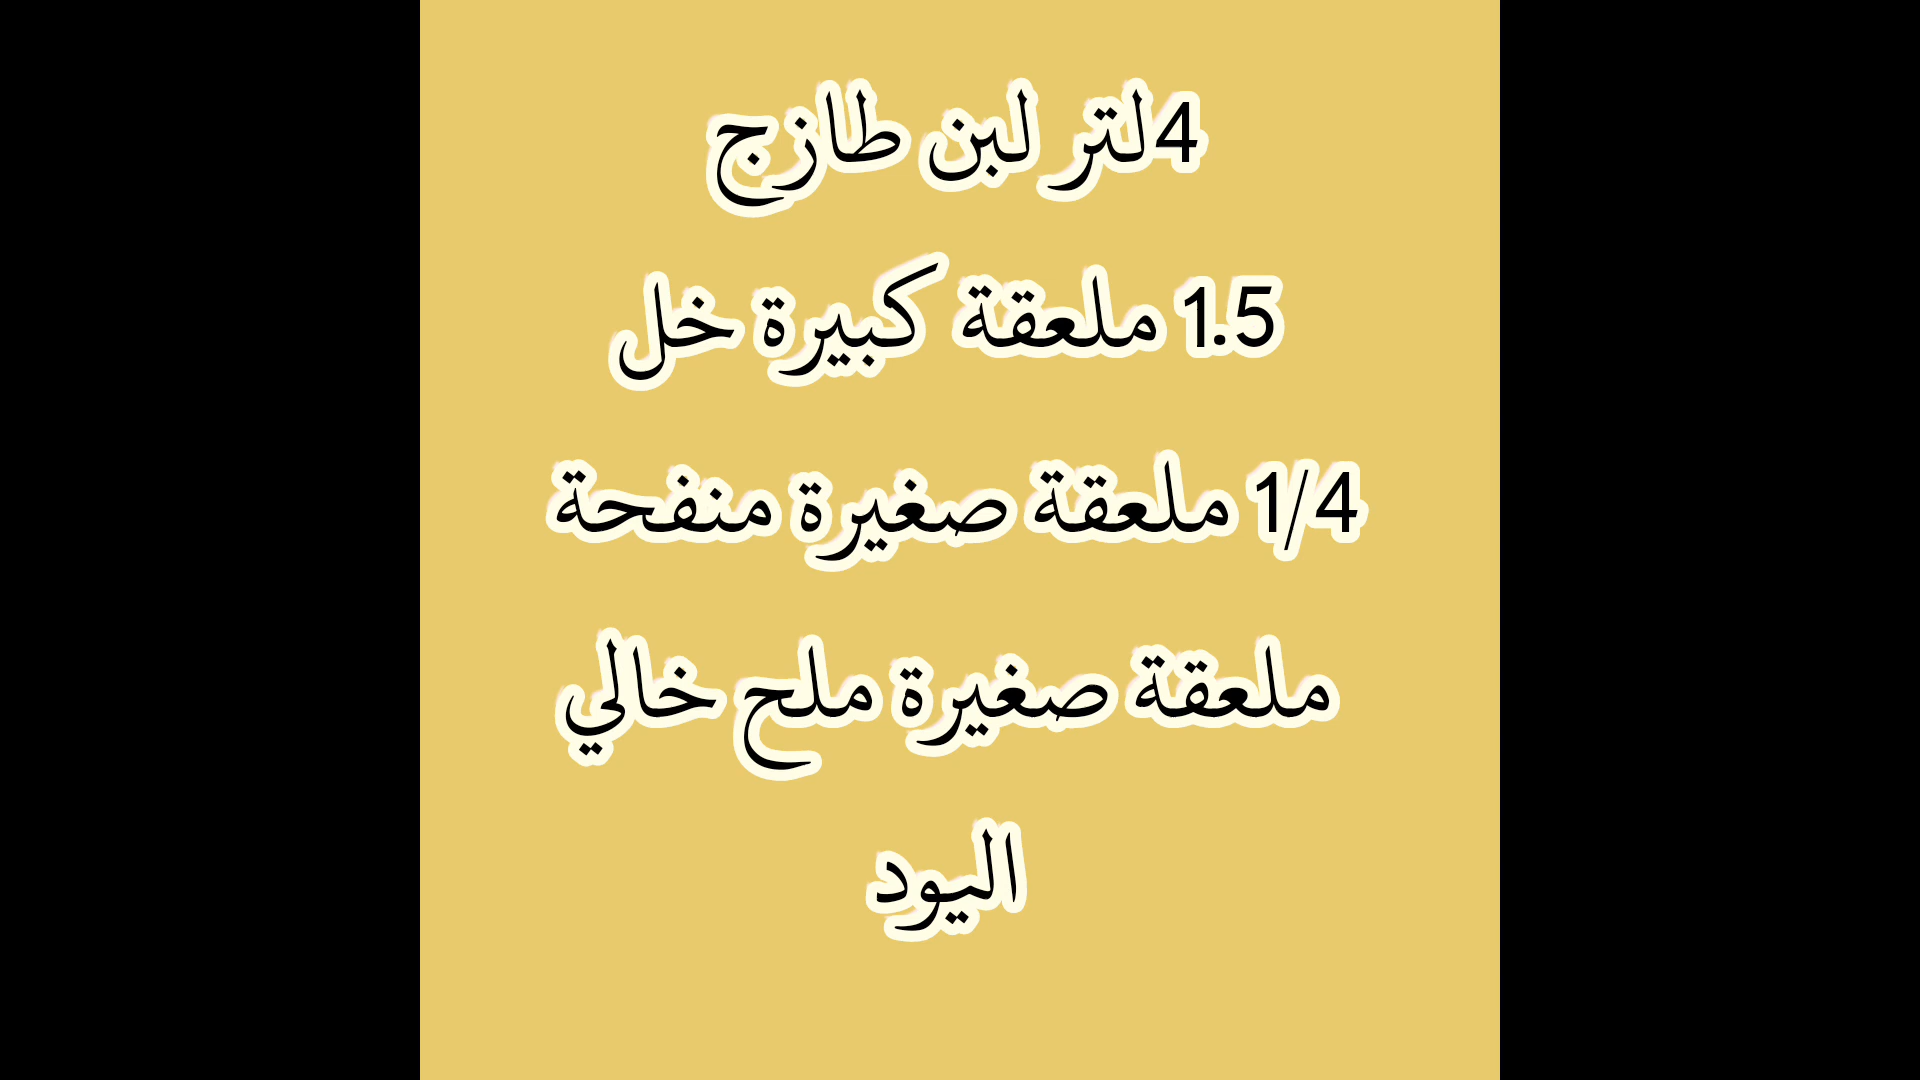 4لتر لبن طازج
1.5 ملعقة كبيرة خل
1/4 ملعقة صغيرة منفحة
ملعقة صغيرة ملح خالي
اليود